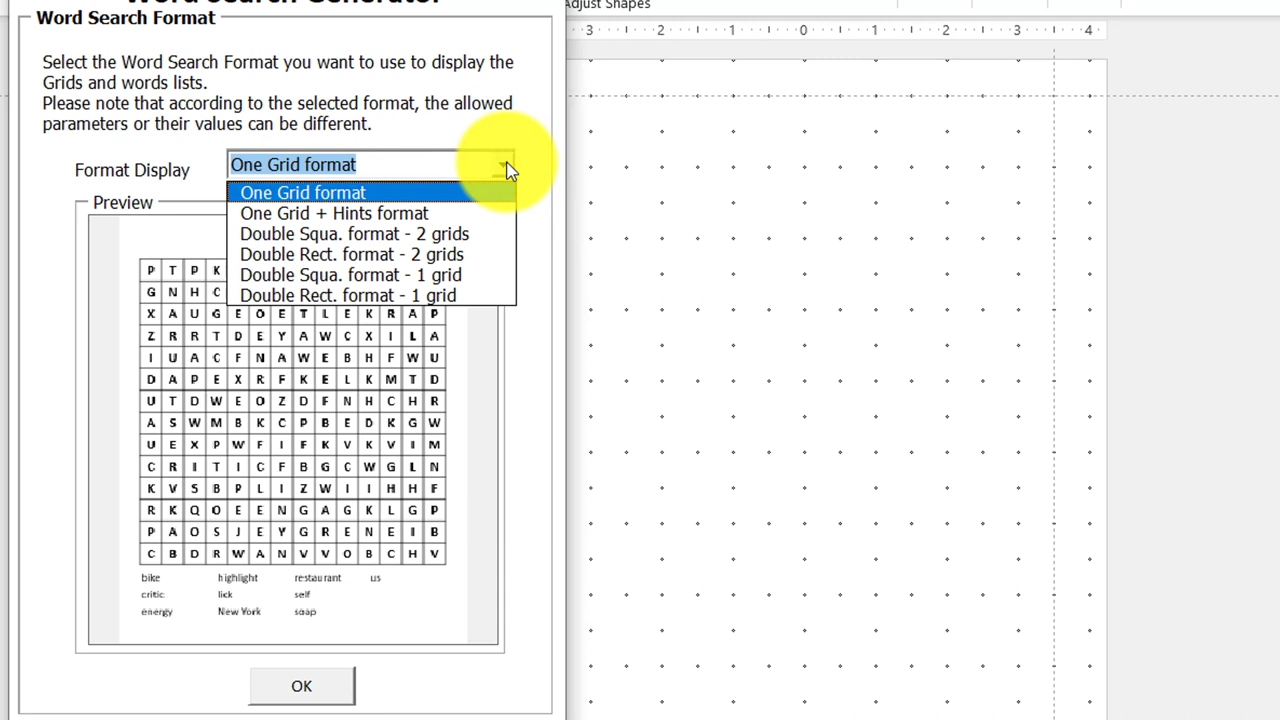 Word Search Generator
Adjust Shapes
Word Search Format
3 2 1 0 1 2 3 4
Select the Word Search Format you want to use to display the
Grids and words lists.
Please note that according to the selected format, the allowed
parameters or their values can be different.
Format Display
One Grid format
One Grid format
One Grid + Hints format
Double Squa. format - 2 grids
Double Rect. format - 2 grids
Double Squa. format - 1 grid
Double Rect. format - 1 grid
Preview
P T P K
G N H C
X A U G E O E T L E K R A P
Z R R T D E Y A W C X I L A
I U A C F N A W E B H F W U
D A P E X R F K E L K M T D
U T D W E O Z D F N H C H R
A S W M B K C P B E D K G W
U E X P W F I F K V K V I M
C R I T I C F B G C W G L N
K V S B P L I Z W I I H H F
R K Q O E E N G A G K L G P
P A O S J E Y G R E N E I B
C B D R W A N V V O B C H V
bike highlight restaurant us
critic lick self
energy New York soap
OK